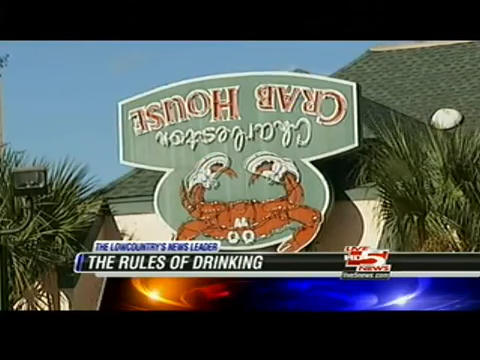 Charleston
CRAB HOUSE
THE LOWCOUNTRY'S NEWS LEADER
THE RULES OF DRINKING
LIVE
5
NEWS
live5news.com